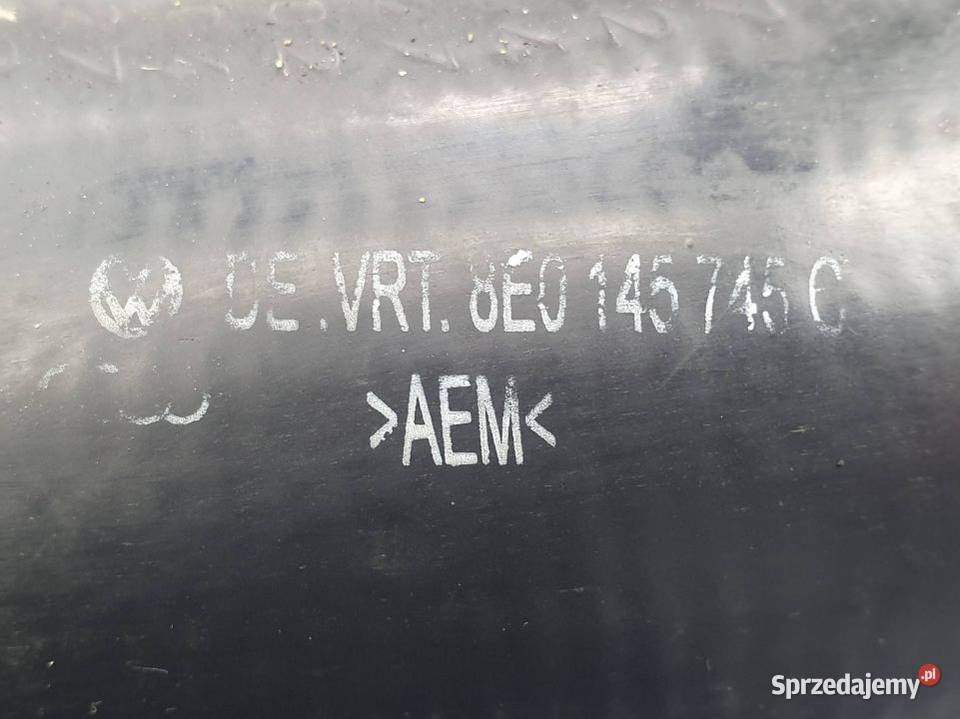 DE.VRT. 8E0 145 745 C
>AEM<
Sprzedajemy.pl